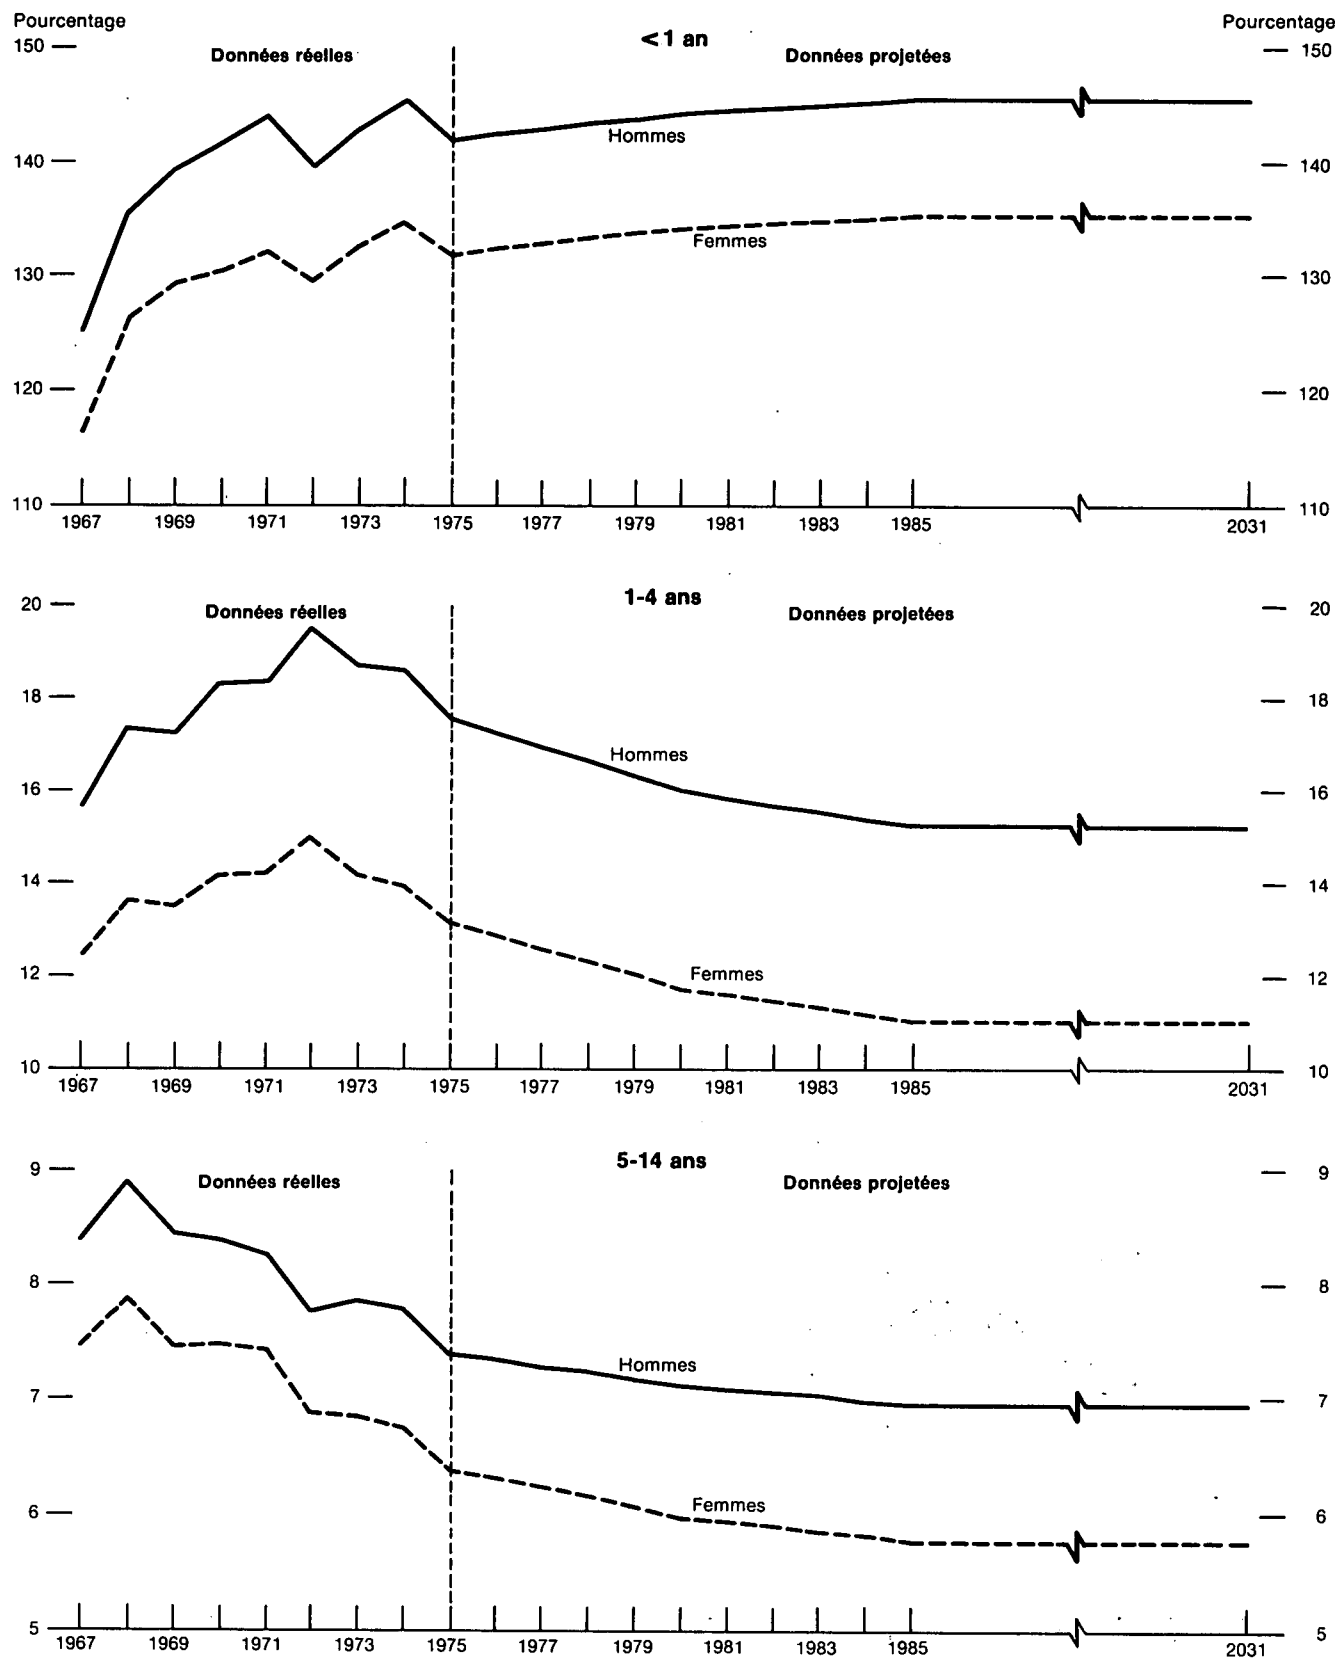 Pourcentage Pourcentage
<1 an
150 Données réelles Données projetées 150
Hommes
140 140
Femmes
130 130
120 120
110 110
1967 1969 1971 1973 1975 1977 1979 1981 1983 1985 2031
1-4 ans
20 Données réelles Données projetées 20
18 18
Hommes
16 16
14 14
12 Femmes 12
10 10
1967 1969 1971 1973 1975 1977 1979 1981 1983 1985 2031
5-14 ans
9 Données réelles Données projetées 9
8 8
Hommes
7 7
Femmes
6 6
5 5
1967 1969 1971 1973 1975 1977 1979 1981 1983 1985 2031